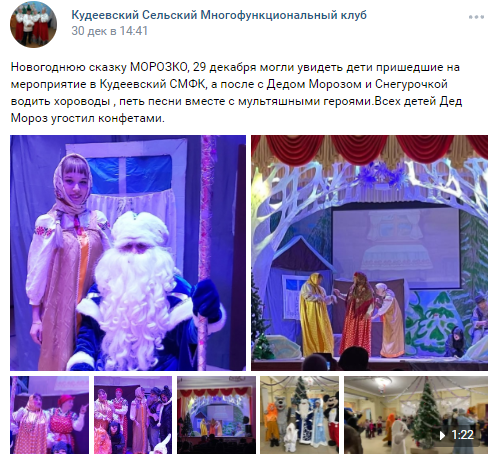 Кудеевский Сельский Многофункциональный клуб
30 дек в 14:41
Новогоднюю сказку МОРОЗКО, 29 декабря могли увидеть дети пришедшие на
мероприятие в Кудеевский СМФК, а после с Дедом Морозом и Снегурочкой
водить хороводы , петь песни вместе с мультяшными героями.Всех детей Дед
Мороз угостил конфетами.
1:22